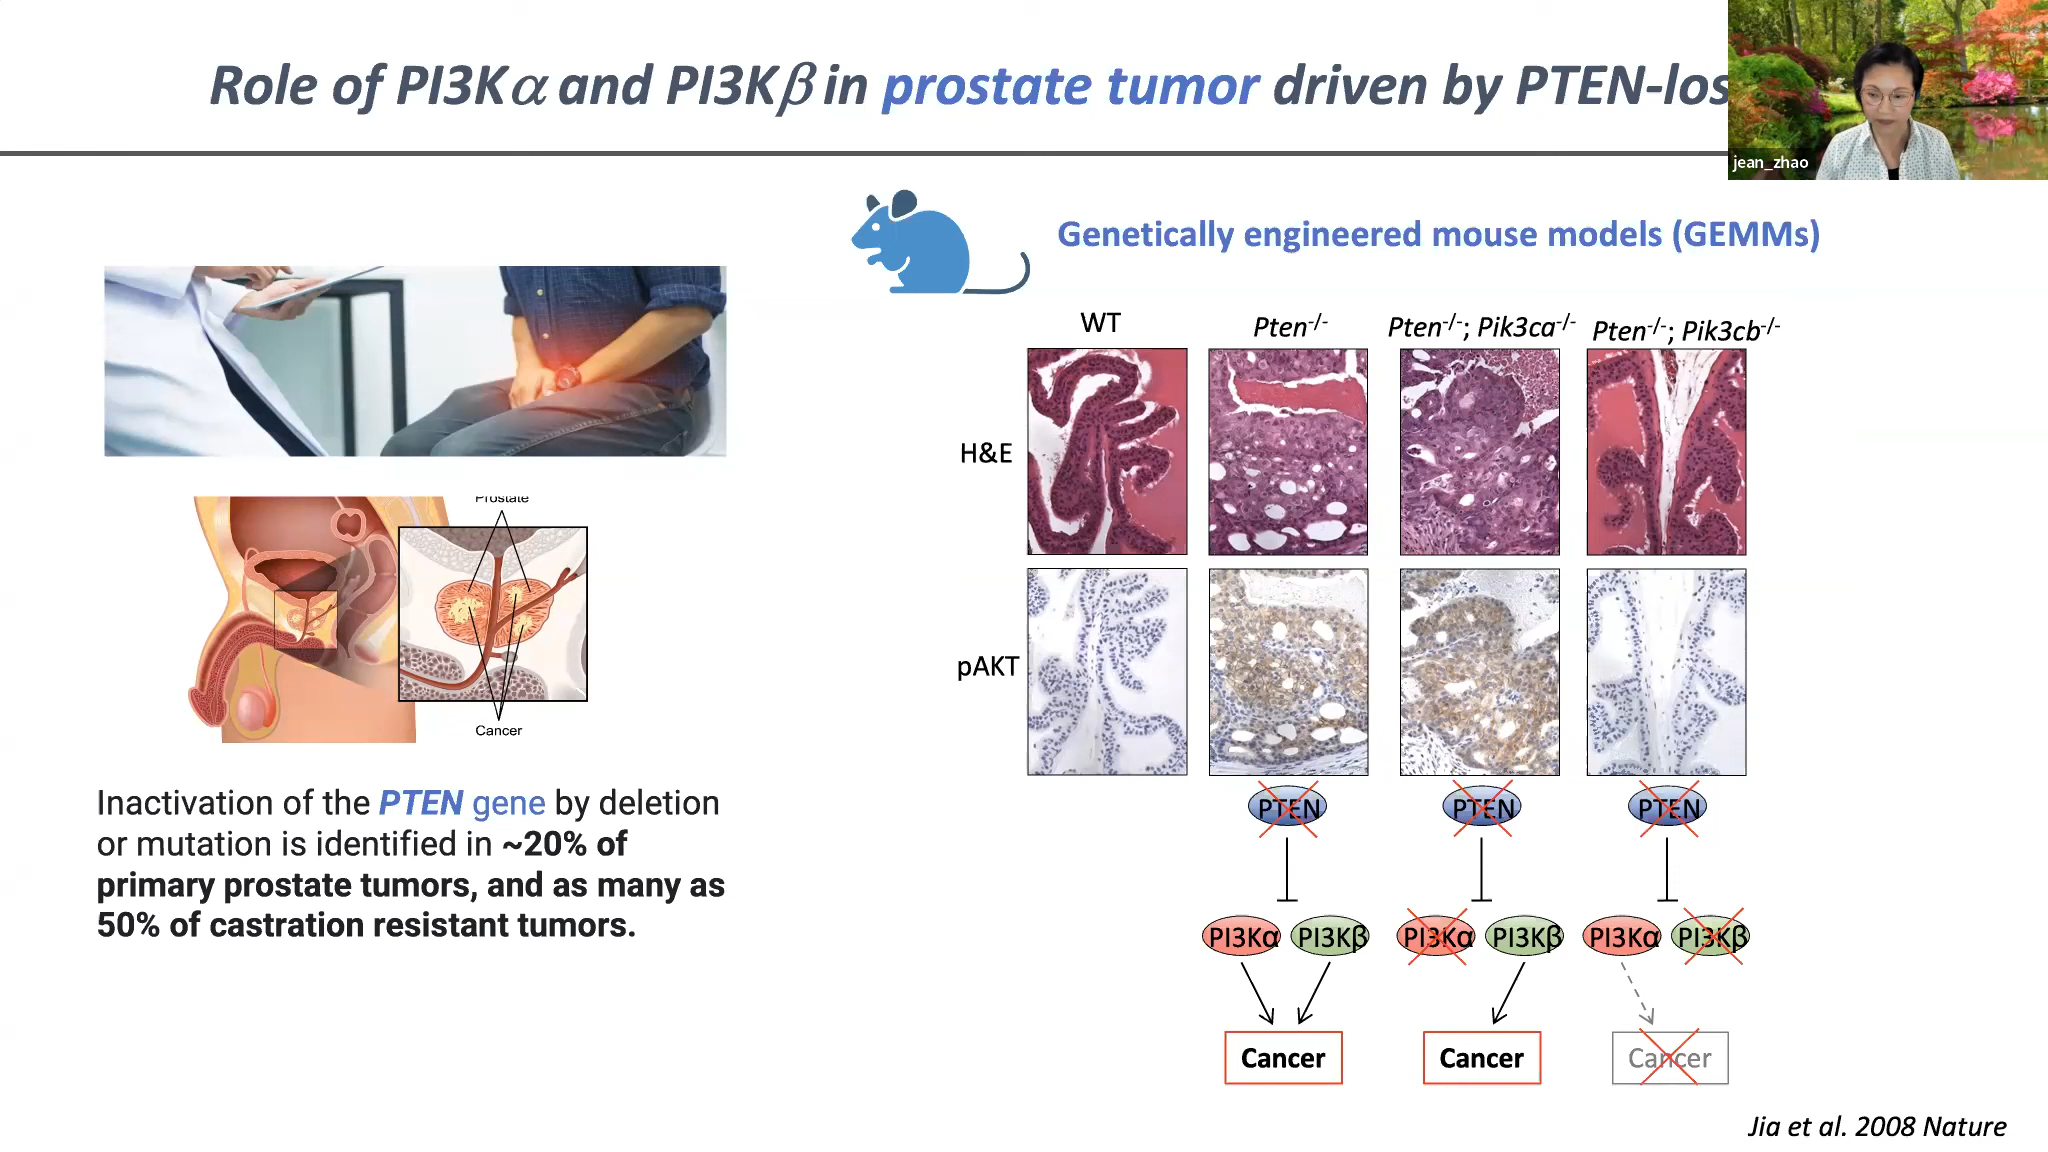 Role of PI3Kα and PI3Kβ in prostate tumor driven by PTEN-los
jean_zhao
Genetically engineered mouse models (GEMMs)
WT
Pten-/-
Pten-/-; Pik3ca-/-
Pten-/-; Pik3cb-/-
H&E
pAKT
Prostate
Cancer
Inactivation of the PTEN gene by deletion
or mutation is identified in ~20% of
primary prostate tumors, and as many as
50% of castration resistant tumors.
PTEN
PTEN
PTEN
PI3Kα
PI3Kβ
PI3Kα
PI3Kβ
PI3Kα
PI3Kβ
Cancer
Cancer
Cancer
Jia et al. 2008 Nature